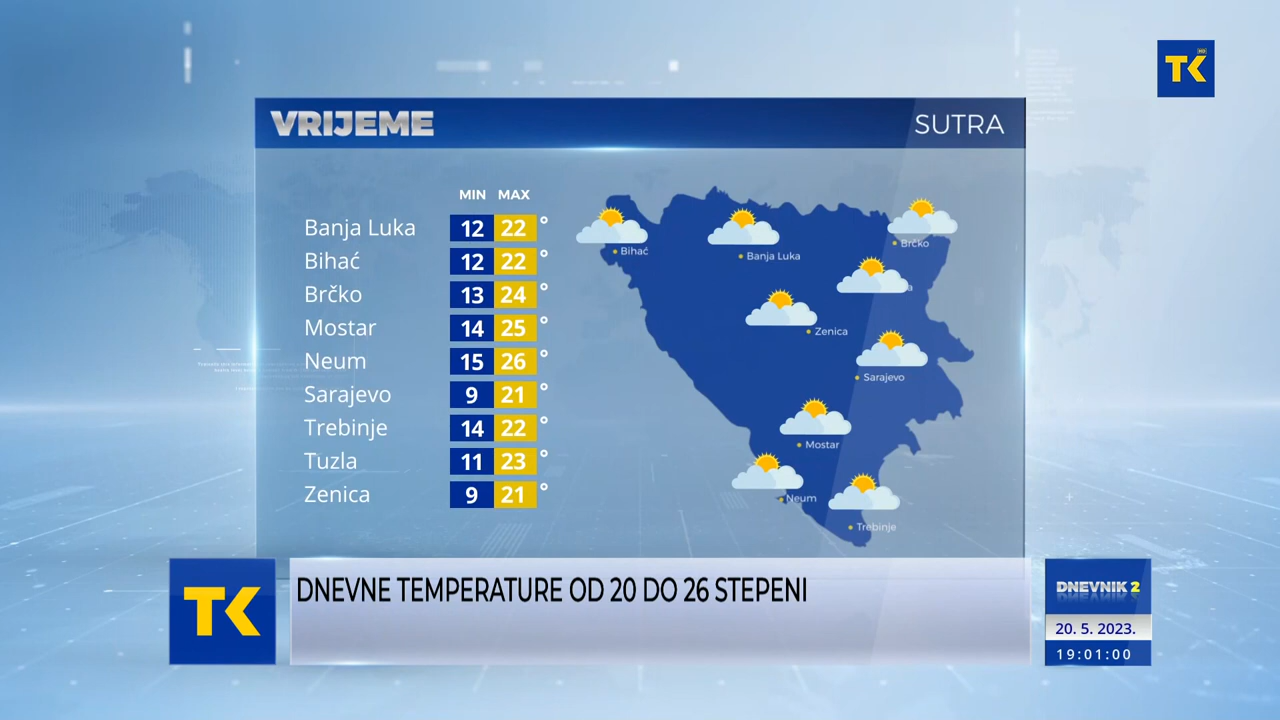 TK HD
VRIJEME
SUTRA
MIN MAX
Banja Luka 12 22 °
Bihać 12 22 °
Brčko 13 24 °
Mostar 14 25 °
Neum 15 26 °
Sarajevo 9 21 °
Trebinje 14 22 °
Tuzla 11 23 °
Zenica 9 21 °
Bihać
Banja Luka
Brčko
Zenica
Sarajevo
Mostar
Neum
Trebinje
TK
DNEVNE TEMPERATURE OD 20 DO 26 STEPENI
DNEVNIK 2
20. 5. 2023.
19:01:00